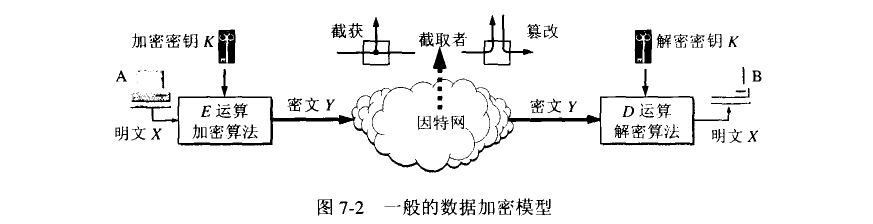 截获
截取者
篡改
加密密钥 K
解密密钥 K
A
B
E 运算
加密算法
密文 Y
因特网
密文 Y
D 运算
解密算法
明文 X
明文 X
图 7-2 一般的数据加密模型